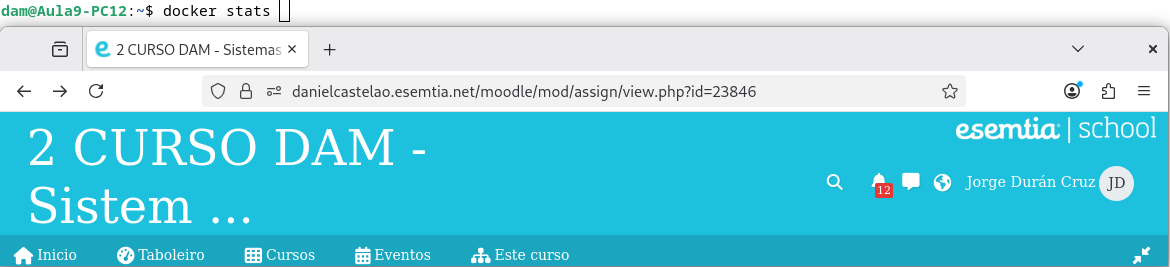 dam@Aula9-PC12:~$ docker stats
2 CURSO DAM - Sistemas
danielcastelao.esemtia.net/moodle/mod/assign/view.php?id=23846
esemtia | school
2 CURSO DAM -
Sistem ...
12
Jorge Durán Cruz JD
Inicio Taboleiro Cursos Eventos Este curso